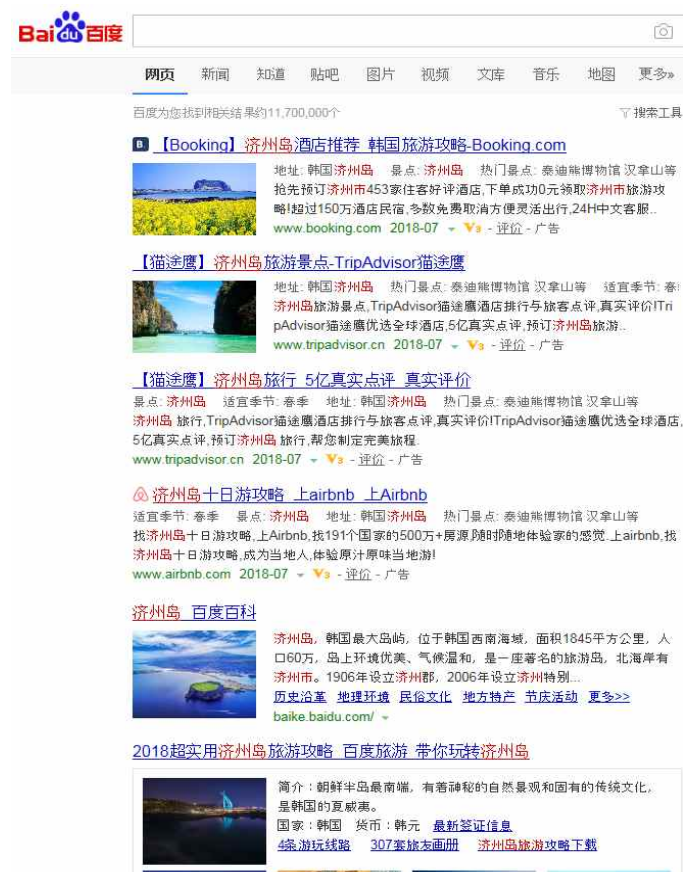 Bai du 百度
网页 新闻 知道 贴吧 图片 视频 文库 音乐 地图 更多»
百度为您找到相关结果约11,700,000个 搜索工具
B 【Booking】济州岛酒店推荐 韩国旅游攻略-Booking.com
地址: 韩国济州岛 景点: 济州岛 热门景点: 泰迪熊博物馆 汉拿山等
抢先预订济州市453家住客好评酒店,下单成功0元领取济州市旅游攻
略!超过150万酒店民宿,多数免费取消方便灵活出行,24H中文客服..
www.booking.com 2018-07 V3 - 评价 - 广告
【猫途鹰】济州岛旅游景点-TripAdvisor猫途鹰
地址: 韩国济州岛 热门景点: 泰迪熊博物馆 汉拿山等 适宜季节: 春
济州岛旅游景点,TripAdvisor猫途鹰酒店排行与旅客点评,真实评价!Tri
pAdvisor猫途鹰优选全球酒店,5亿真实点评,预订济州岛旅游..
www.tripadvisor.cn 2018-07 V3 - 评价 - 广告
【猫途鹰】济州岛旅行 5亿真实点评 真实评价
景点: 济州岛 适宜季节: 春季 地址: 韩国济州岛 热门景点: 泰迪熊博物馆 汉拿山等
济州岛 旅行,TripAdvisor猫途鹰酒店排行与旅客点评,真实评价!TripAdvisor猫途鹰优选全球酒店,
5亿真实点评,预订济州岛 旅行,帮您制定完美旅程.
www.tripadvisor.cn 2018-07 V3 - 评价 - 广告
济州岛十日游攻略 上airbnb 上Airbnb
适宜季节: 春季 景点: 济州岛 地址: 韩国济州岛 热门景点: 泰迪熊博物馆 汉拿山等
找济州岛十日游攻略,上Airbnb,找191个国家的500万+房源,随时随地体验家的感觉.上airbnb,找
济州岛十日游攻略,成为当地人,体验原汁原味当地游!
www.airbnb.com 2018-07 V3 - 评价 - 广告
济州岛 百度百科
济州岛，韩国最大岛屿，位于韩国西南海域，面积1845平方公里，人
口60万，岛上环境优美、气候温和，是一座著名的旅游岛，北海岸有
济州市。1906年设立济州郡，2006年设立济州特别...
历史沿革 地理环境 民俗文化 地方特产 节庆活动 更多>>
baike.baidu.com/
2018超实用济州岛旅游攻略 百度旅游 带你玩转济州岛
简介：朝鲜半岛最南端，有着神秘的自然景观和固有的传统文化，
是韩国的夏威夷。
国家：韩国 货币：韩元 最新签证信息
4条游玩线路 307套旅友画册 济州岛旅游攻略下载